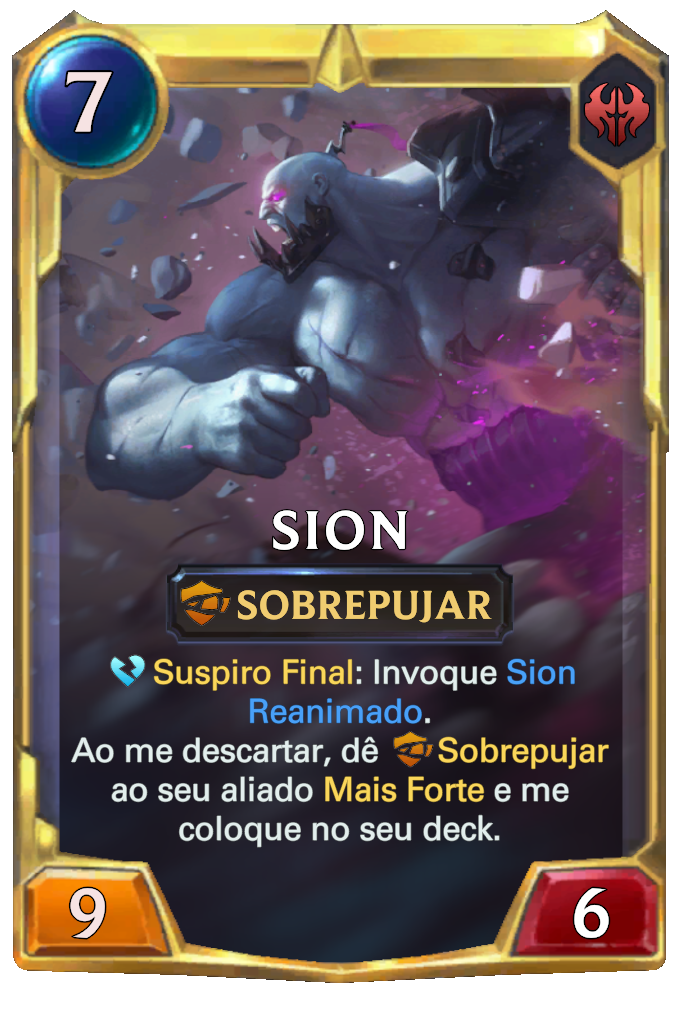 7
SION
SOBREPUJAR
Suspiro Final: Invoque Sion
Reanimado.
Ao me descartar, dê Sobrepujar
ao seu aliado Mais Forte e me
coloque no seu deck.
9
6